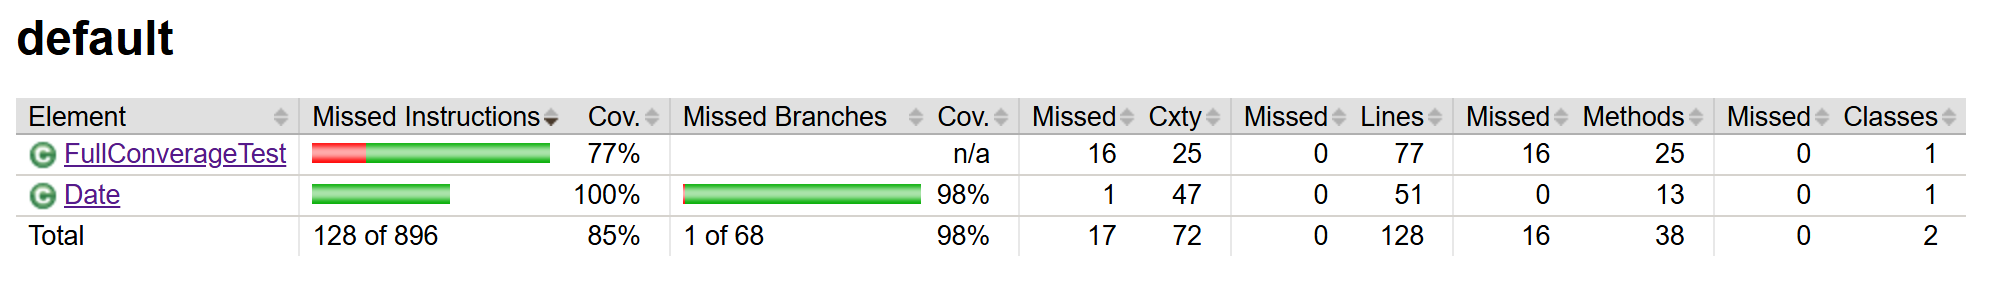 default
Element Missed Instructions Cov. Missed Branches Cov. Missed Cxty Missed Lines Missed Methods Missed Classes
C FullConverageTest 77% n/a 16 25 0 77 16 25 0 1
C Date 100% 98% 1 47 0 51 0 13 0 1
Total 128 of 896 85% 1 of 68 98% 17 72 0 128 16 38 0 2